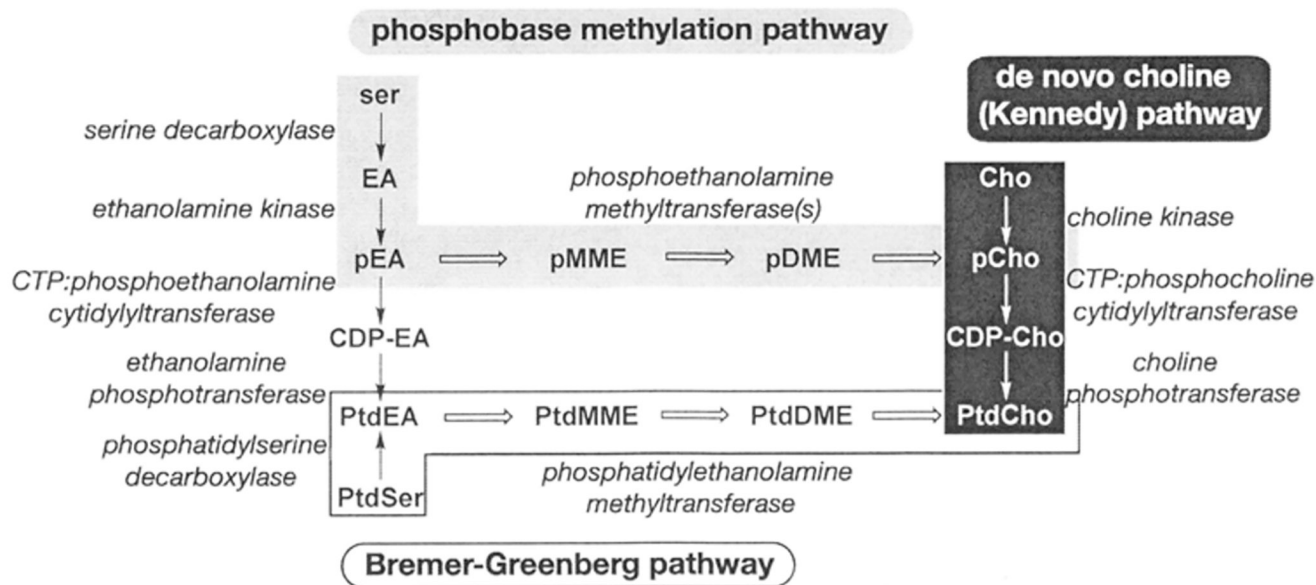 phosphobase methylation pathway
de novo choline
(Kennedy) pathway
ser
serine decarboxylase
EA
phosphoethanolamine
methyltransferase(s)
Cho
ethanolamine kinase
choline kinase
pEA
pMME
pDME
pCho
CTP:phosphoethanolamine
cytidylyltransferase
CTP:phosphocholine
cytidylyltransferase
CDP-EA
CDP-Cho
ethanolamine
phosphotransferase
choline
phosphotransferase
PtdEA
PtdMME
PtdDME
PtdCho
phosphatidylserine
decarboxylase
phosphatidylethanolamine
methyltransferase
PtdSer
Bremer-Greenberg pathway